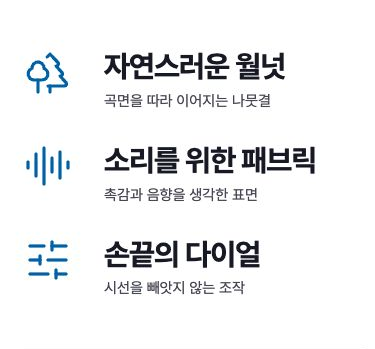 자연스러운 월넛
곡면을 따라 이어지는 나뭇결
소리를 위한 패브릭
촉감과 음향을 생각한 표면
손끝의 다이얼
시선을 빼앗지 않는 조작